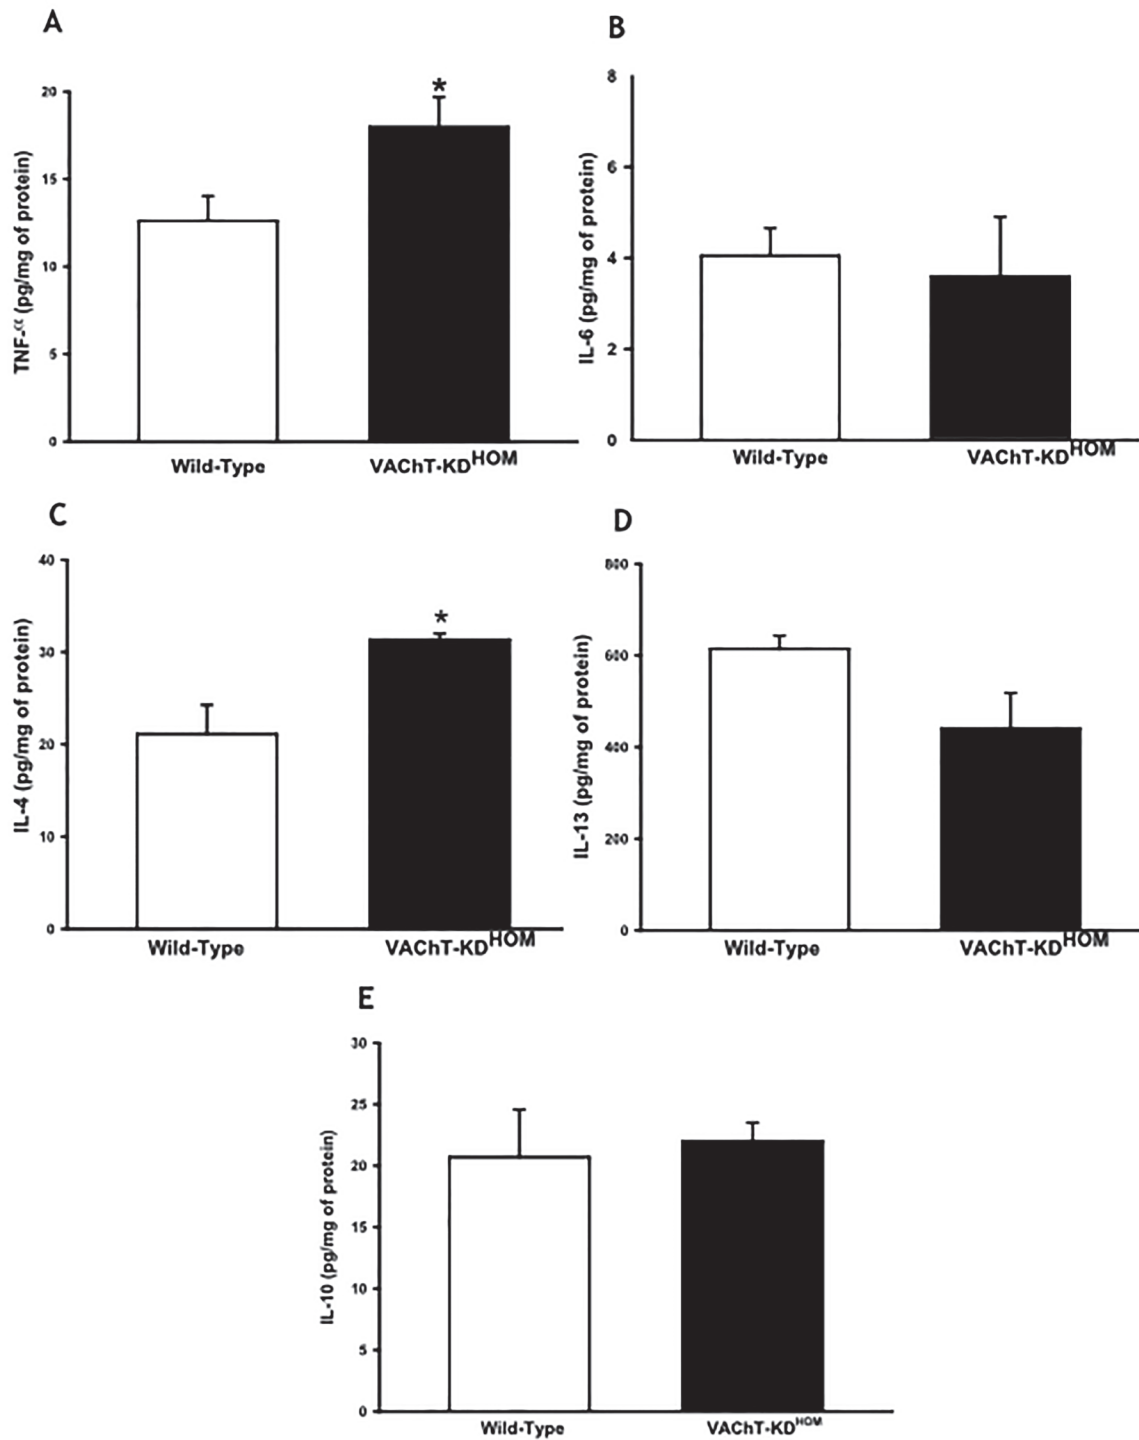 A
20
15
10
5
0
TNF-α (pg/mg of protein)
*
Wild-Type
VAChT-KDHOM
B
8
6
4
2
0
IL-6 (pg/mg of protein)
Wild-Type
VAChT-KDHOM
C
40
30
20
10
0
IL-4 (pg/mg of protein)
*
Wild-Type
VAChT-KDHOM
D
800
600
400
200
0
IL-13 (pg/mg of protein)
Wild-Type
VAChT-KDHOM
E
30
25
20
15
10
5
0
IL-10 (pg/mg of protein)
Wild-Type
VAChT-KDHOM